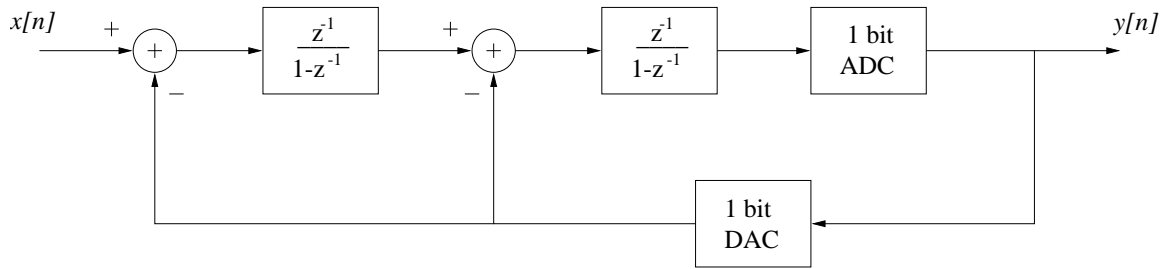 x[n]
+
+
−
z-1
1-z-1
+
+
−
z-1
1-z-1
1 bit
ADC
y[n]
1 bit
DAC